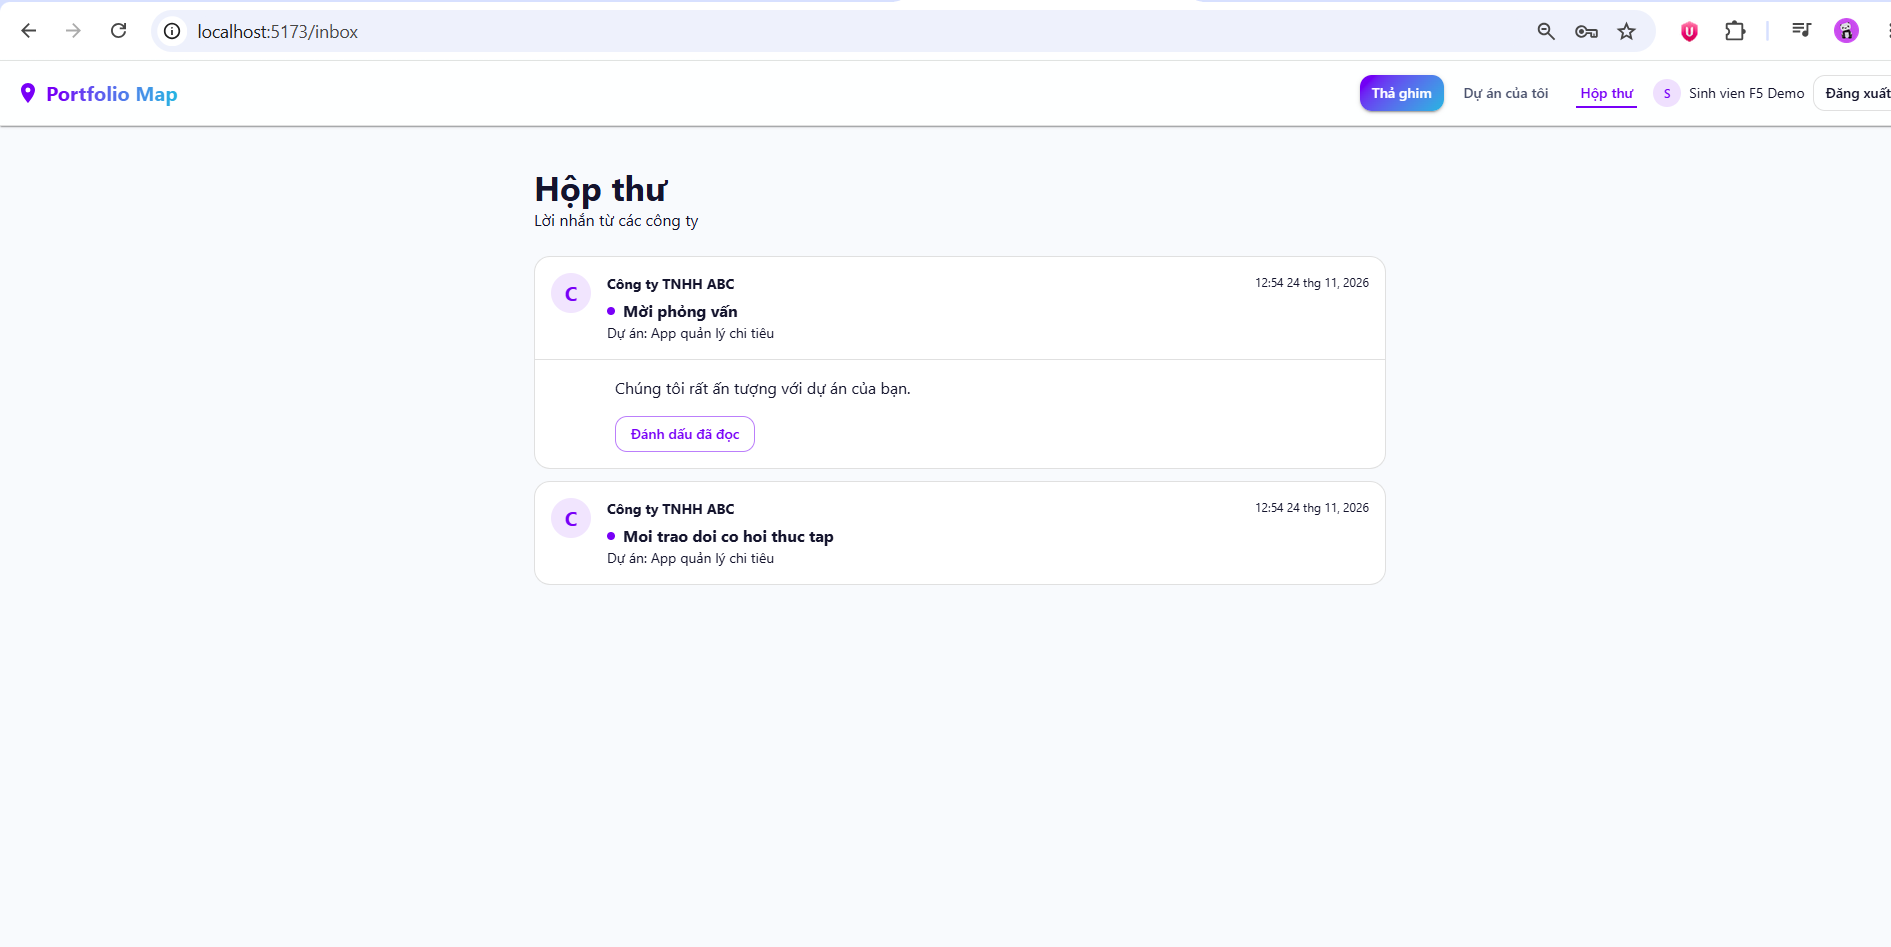 localhost:5173/inbox
Portfolio Map
Thả ghim
Dự án của tôi
Hộp thư
S
Sinh vien F5 Demo
Đăng xuất
Hộp thư
Lời nhắn từ các công ty
C
Công ty TNHH ABC
12:54 24 thg 11, 2026
Mời phỏng vấn
Dự án: App quản lý chi tiêu
Chúng tôi rất ấn tượng với dự án của bạn.
Đánh dấu đã đọc
C
Công ty TNHH ABC
12:54 24 thg 11, 2026
Moi trao doi co hoi thuc tap
Dự án: App quản lý chi tiêu